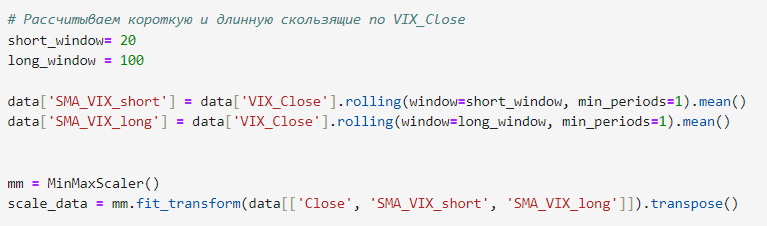 # Рассчитываем короткую и длинную скользящие по VIX_Close
short_window= 20
long_window = 100
data['SMA_VIX_short'] = data['VIX_Close'].rolling(window=short_window, min_periods=1).mean()
data['SMA_VIX_long'] = data['VIX_Close'].rolling(window=long_window, min_periods=1).mean()
mm = MinMaxScaler()
scale_data = mm.fit_transform(data[['Close', 'SMA_VIX_short', 'SMA_VIX_long']]).transpose()